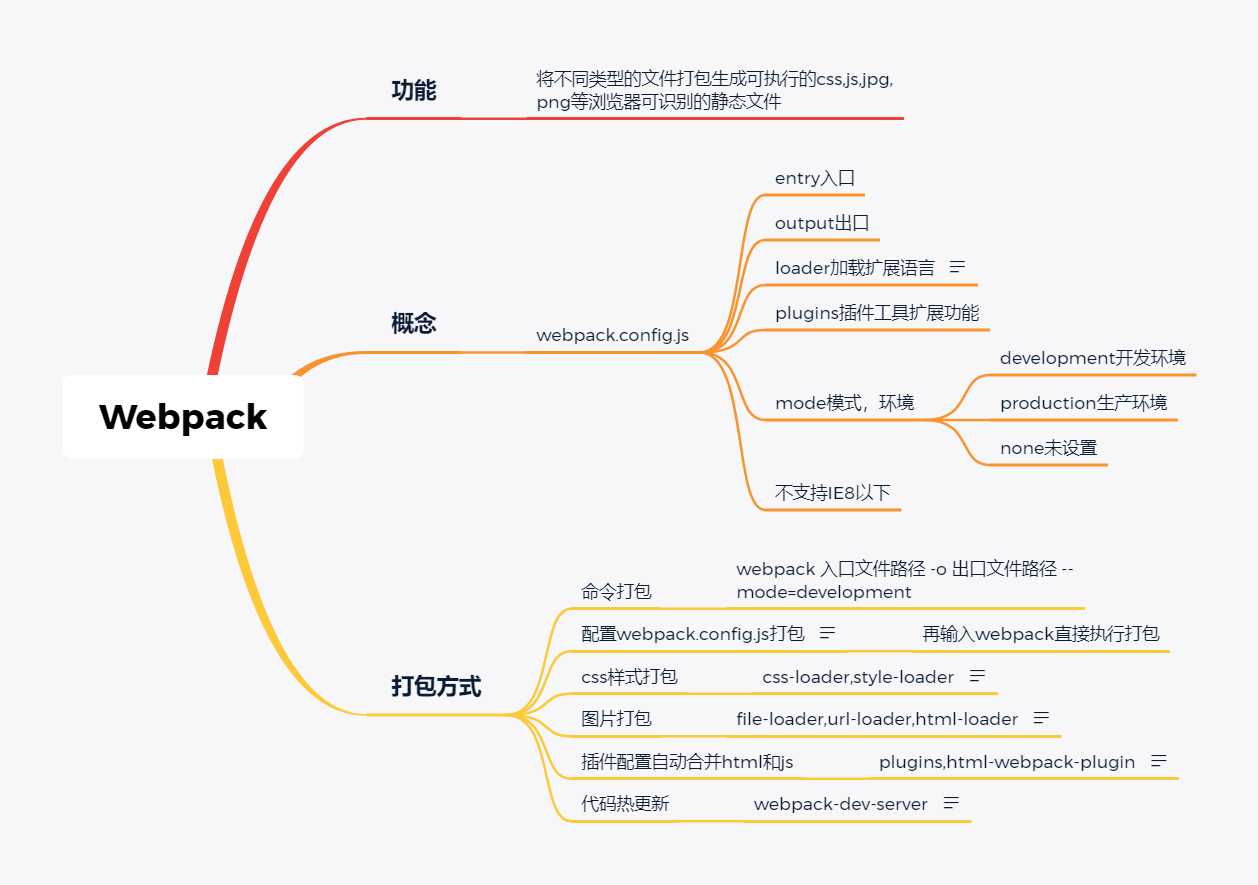 Webpack
功能
将不同类型的文件打包生成可执行的css,js,jpg,
png等浏览器可识别的静态文件
概念
webpack.config.js
entry入口
output出口
loader加载扩展语言
plugins插件工具扩展功能
mode模式，环境
development开发环境
production生产环境
none未设置
不支持IE8以下
打包方式
命令打包
webpack 入口文件路径 -o 出口文件路径 --
mode=development
配置webpack.config.js打包
再输入webpack直接执行打包
css样式打包
css-loader,style-loader
图片打包
file-loader,url-loader,html-loader
插件配置自动合并html和js
plugins,html-webpack-plugin
代码热更新
webpack-dev-server